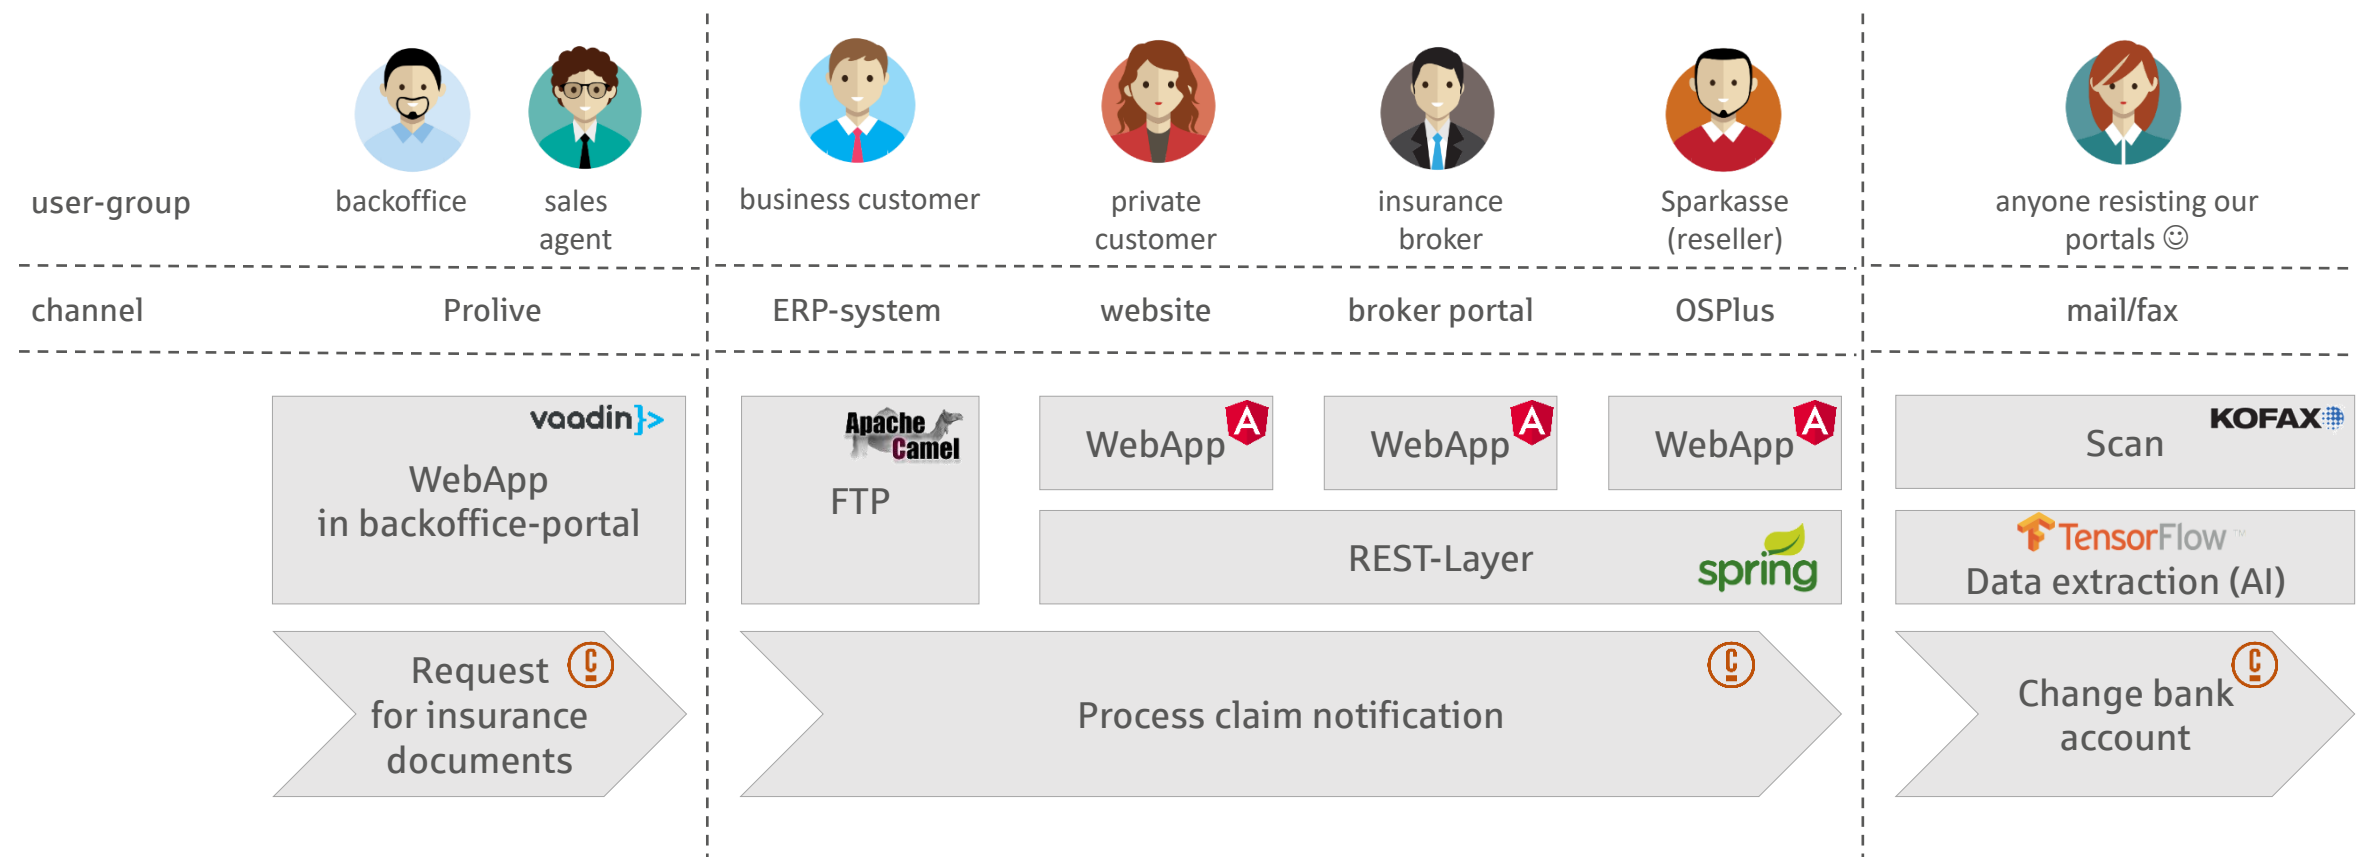 user-group
backoffice
sales
agent
business customer
private
customer
insurance
broker
Sparkasse
(reseller)
anyone resisting our
portals ☺
channel
Prolive
ERP-system
website
broker portal
OSPlus
mail/fax
vaadin}>
WebApp
in backoffice-portal
Apache
Camel
FTP
A
WebApp
A
WebApp
A
WebApp
REST-Layer
spring
KOFAX
Scan
TensorFlow™
Data extraction (AI)
C
Request
for insurance
documents
C
Process claim notification
C
Change bank
account